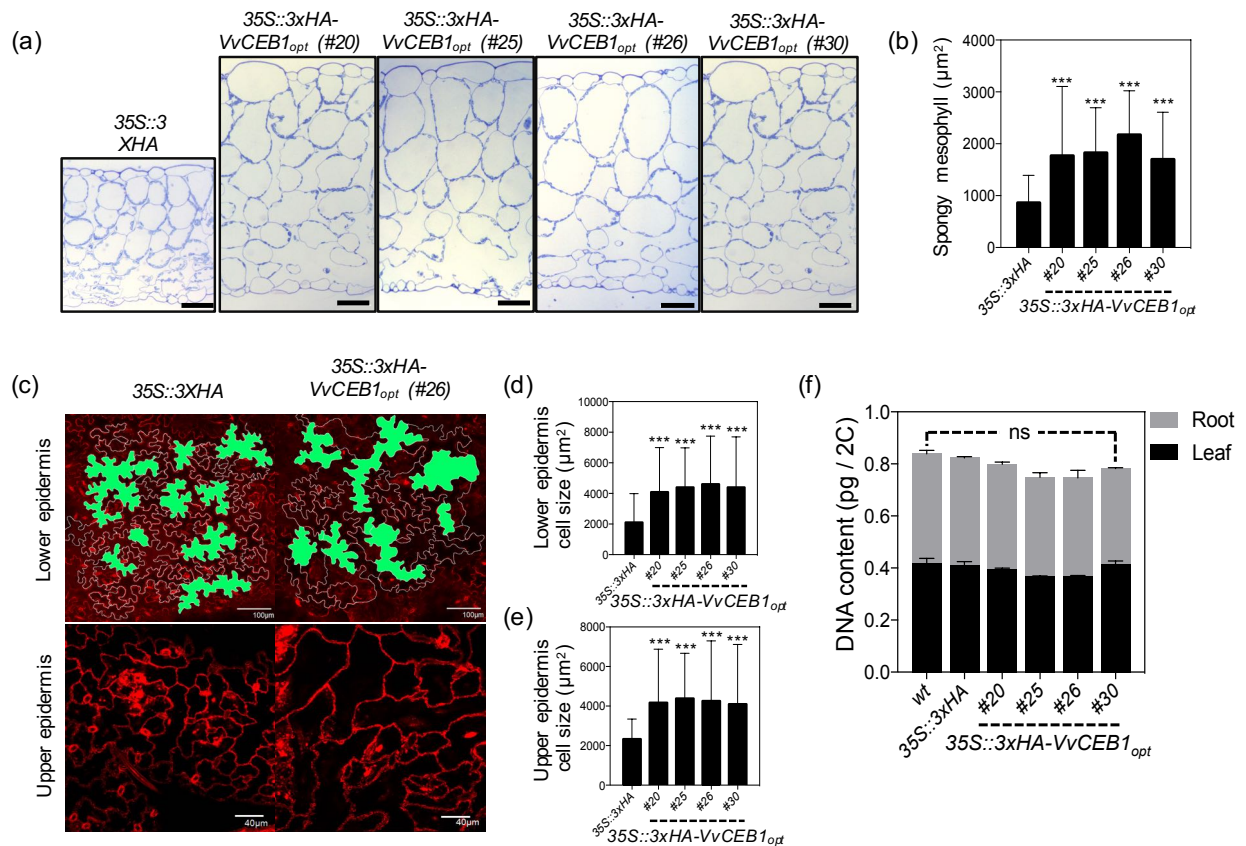 (a)
35S::3
XHA
35S::3xHA-
VvCEB1opt (#20)
35S::3xHA-
VvCEB1opt (#25)
35S::3xHA-
VvCEB1opt (#26)
35S::3xHA-
VvCEB1opt (#30)
(b)
Spongy mesophyll (µm²)
4000
3000
2000
1000
0
***
***
***
***
35S::3xHA
#20
#25
#26
#30
35S::3xHA-VvCEB1opt
(c)
35S::3XHA
35S::3xHA-
VvCEB1opt (#26)
Lower epidermis
100µm
100µm
Upper epidermis
40µm
40µm
(d)
Lower epidermis
cell size (µm²)
10000
8000
6000
4000
2000
0
***
***
***
***
35S::3xHA
#20
#25
#26
#30
35S::3xHA-VvCEB1opt
(e)
Upper epidermis
cell size (µm²)
8000
6000
4000
2000
0
***
***
***
***
35S::3xHA
#20
#25
#26
#30
35S::3xHA-VvCEB1opt
(f)
DNA content (pg / 2C)
1.0
0.8
0.6
0.4
0.2
0.0
ns
Root
Leaf
wt
35S::3xHA
#20
#25
#26
#30
35S::3xHA-VvCEB1opt